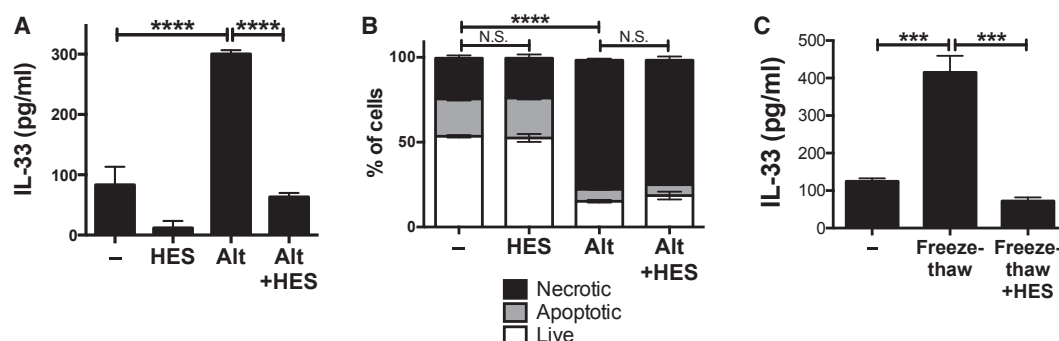 A
IL-33 (pg/ml)
300
200
100
0
****
****
–
HES
Alt
Alt
+HES
B
% of cells
100
50
0
****
N.S.
N.S.
–
HES
Alt
Alt
+HES
Necrotic
Apoptotic
Live
C
IL-33 (pg/ml)
500
400
300
200
100
0
***
***
–
Freeze-
thaw
Freeze-
thaw
+HES